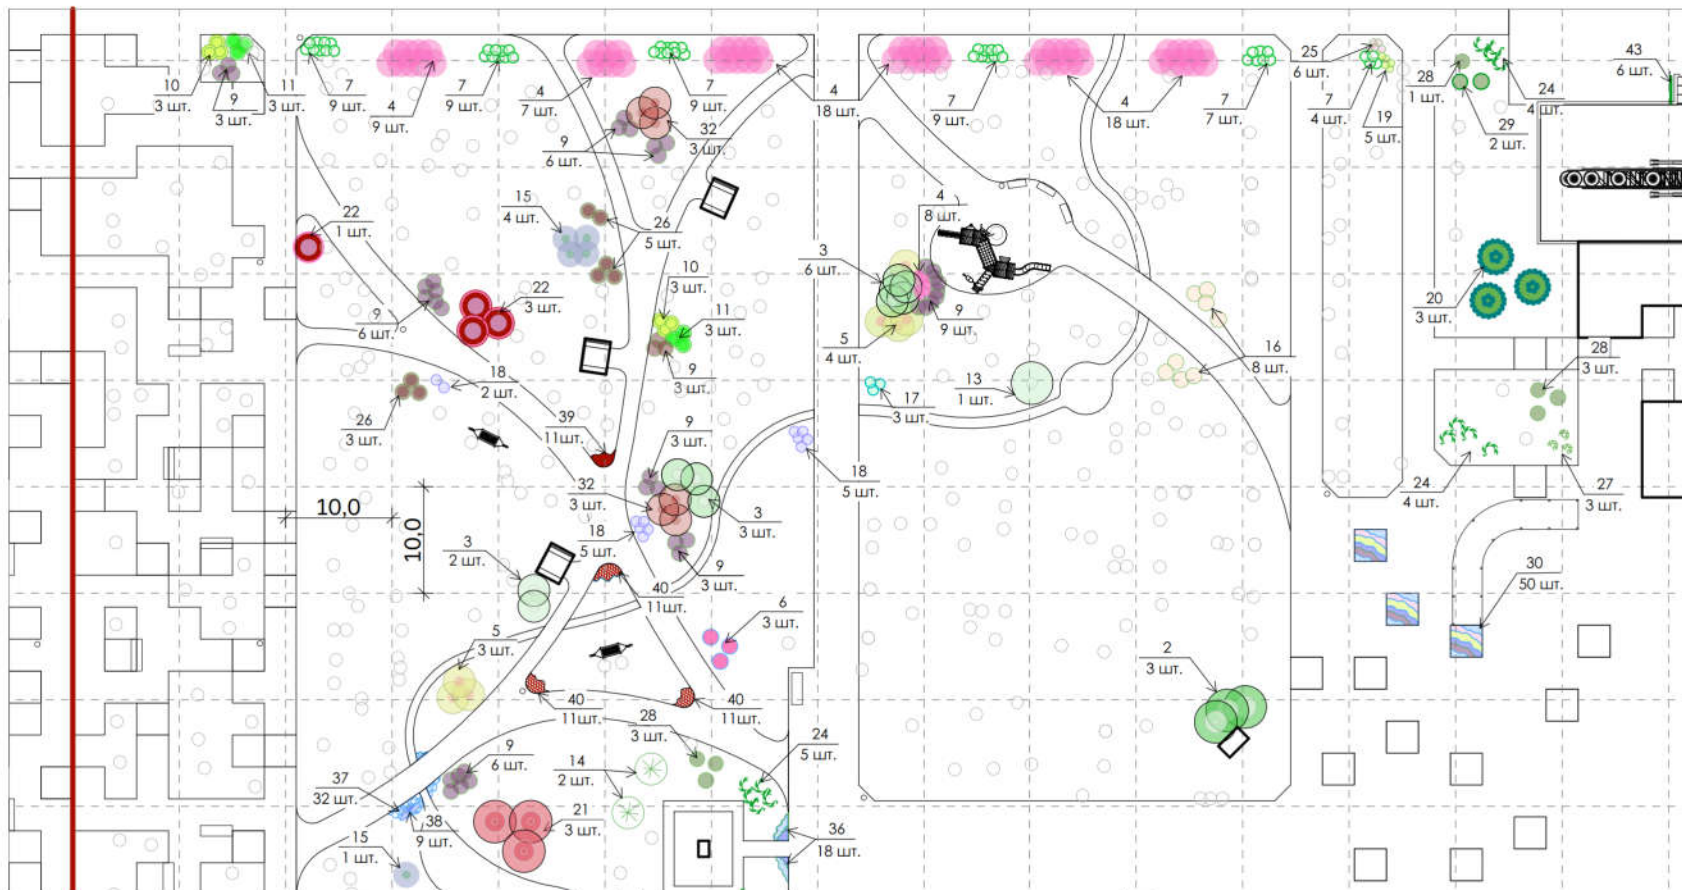 10
3 шт.
9
3 шт.
11
3 шт.
7
9 шт.
4
9 шт.
7
9 шт.
4
7 шт.
7
9 шт.
4
18 шт.
7
9 шт.
4
18 шт.
7
7 шт.
25
6 шт.
7
4 шт.
19
5 шт.
28
1 шт.
24
4 шт.
29
2 шт.
43
6 шт.
9
6 шт.
32
3 шт.
22
1 шт.
15
4 шт.
26
5 шт.
4
8 шт.
3
6 шт.
10
3 шт.
11
3 шт.
22
3 шт.
9
6 шт.
9
9 шт.
5
4 шт.
20
3 шт.
16
8 шт.
28
3 шт.
18
2 шт.
9
3 шт.
13
1 шт.
17
3 шт.
26
3 шт.
39
11шт.
9
3 шт.
18
5 шт.
32
3 шт.
3
3 шт.
24
4 шт.
27
3 шт.
10,0
10,0
3
2 шт.
18
5 шт.
9
3 шт.
40
11шт.
30
50 шт.
6
3 шт.
5
3 шт.
2
3 шт.
40
11шт.
40
11шт.
28
3 шт.
24
5 шт.
9
6 шт.
14
2 шт.
37
32 шт.
38
9 шт.
21
3 шт.
36
18 шт.
15
1 шт.